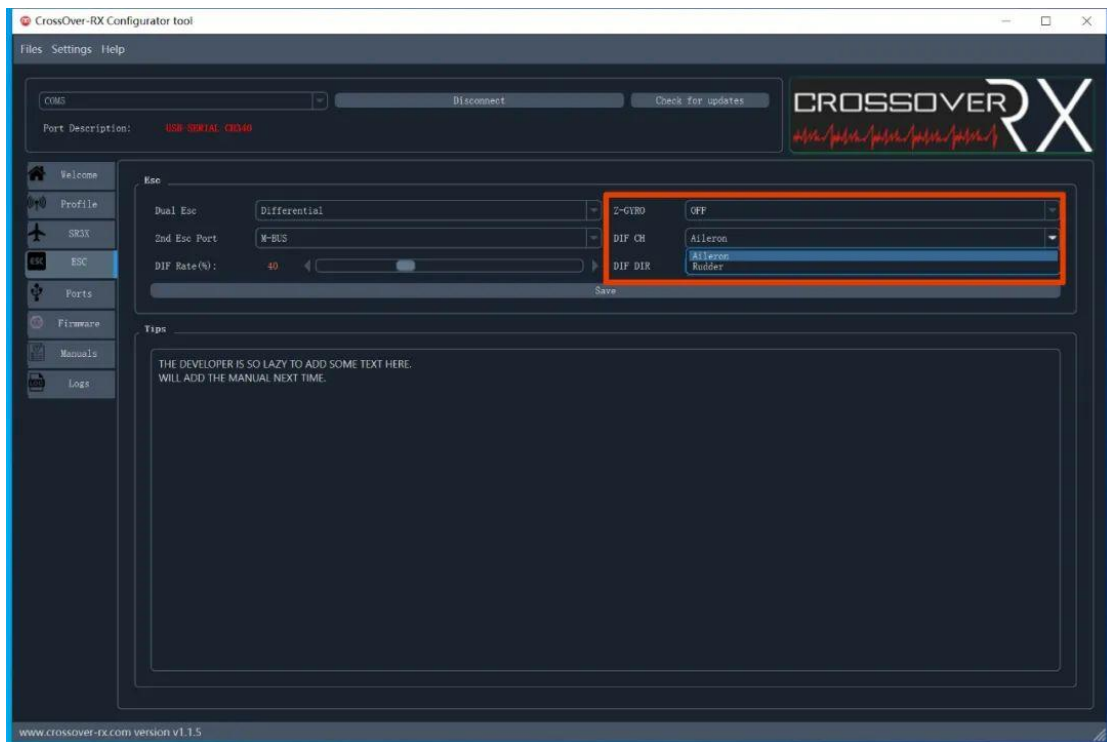 CrossOver-RX Configurator tool
Files Settings Help
COM3
Disconnect
Check for updates
CROSSOVER RX
Port Description: USB-SERIAL CH340
Welcome
Profile
SR3X
ESC
Ports
Firmware
Manuals
Logs
Esc
Dual Esc Differential Z-GYRO OFF
2nd Esc Port M-BUS DIF CH Aileron
DIF Rate(%): 40 DIF DIR Aileron
Rudder
Save
Tips
THE DEVELOPER IS SO LAZY TO ADD SOME TEXT HERE.
WILL ADD THE MANUAL NEXT TIME.
www.crossover-rx.com version v1.1.5